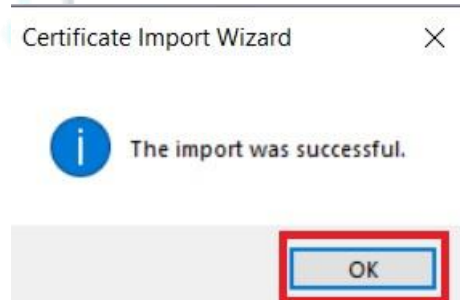 Certificate Import Wizard
The import was successful.
OK